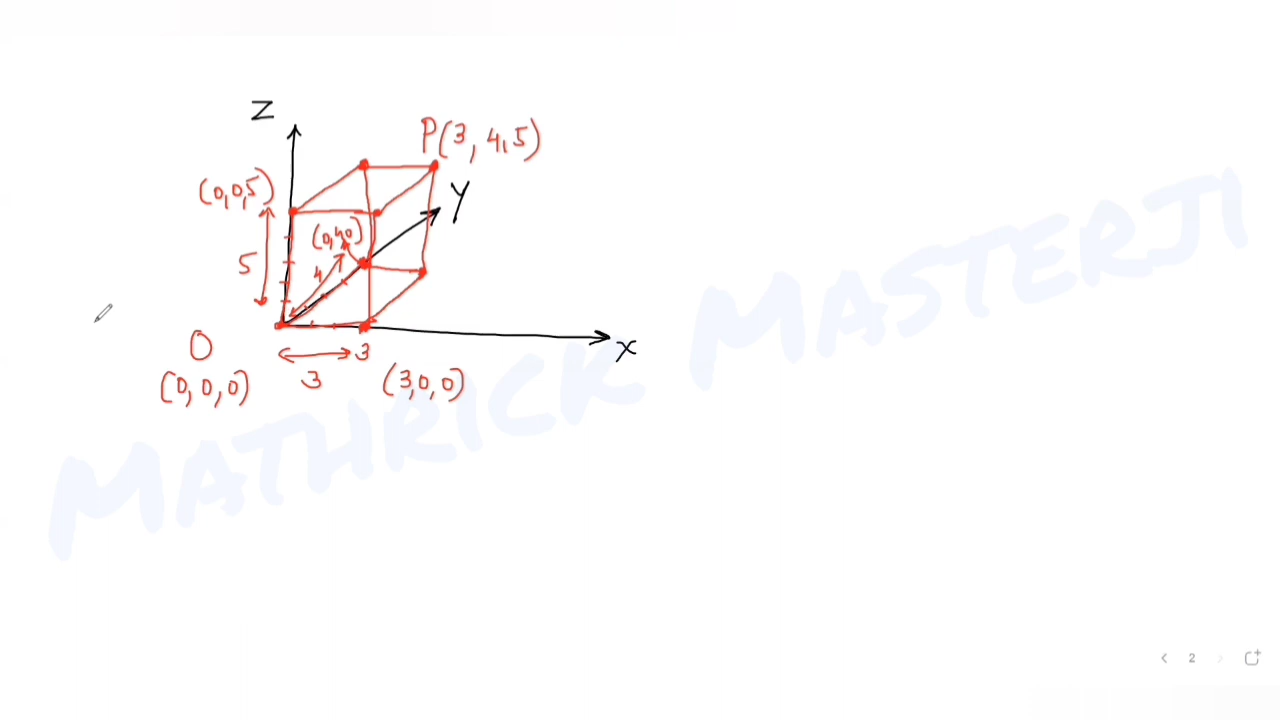 Z
P(3, 4,5)
(0,0,5)
Y
(0,4,0)
5
4
O
3
X
(0,0,0)
3
(3,0,0)
MATHRICK MASTERJI
< 2 >